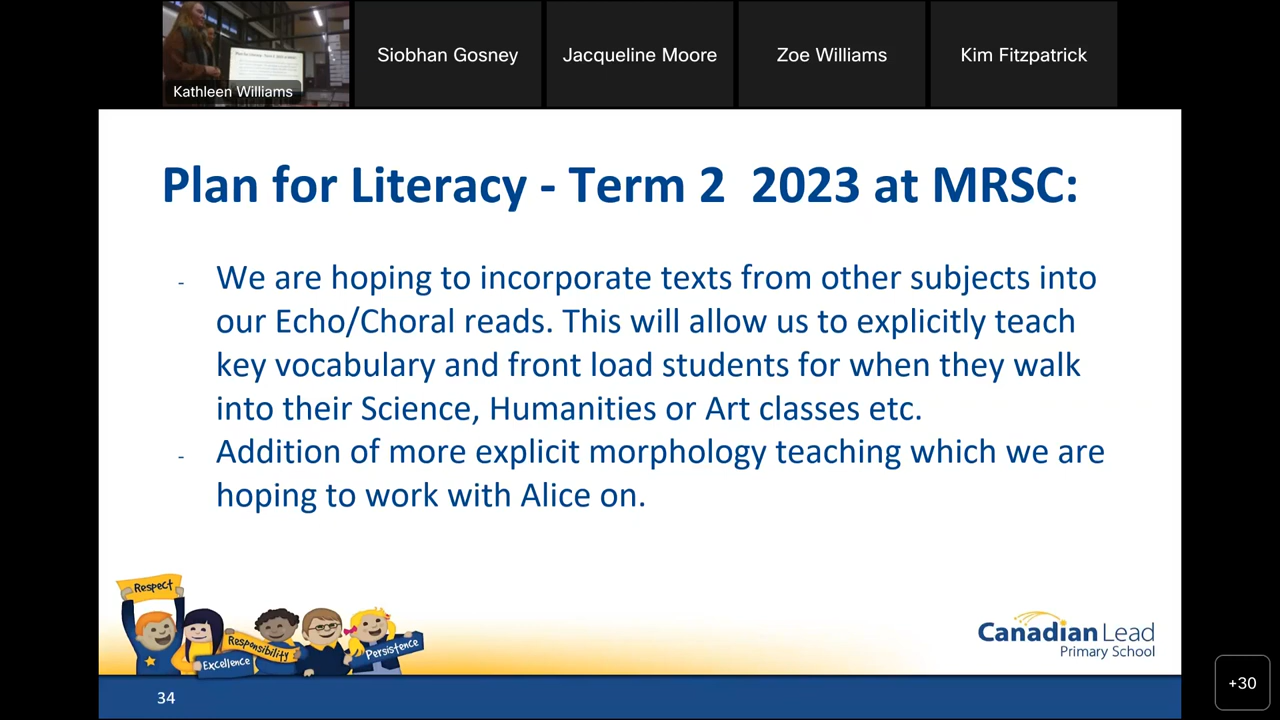 Kathleen Williams
Siobhan Gosney
Jacqueline Moore
Zoe Williams
Kim Fitzpatrick
Plan for Literacy - Term 2 2023 at MRSC:
- We are hoping to incorporate texts from other subjects into
our Echo/Choral reads. This will allow us to explicitly teach
key vocabulary and front load students for when they walk
into their Science, Humanities or Art classes etc.
- Addition of more explicit morphology teaching which we are
hoping to work with Alice on.
Respect
Excellence
Responsibility
Persistence
Canadian Lead
Primary School
34
+30